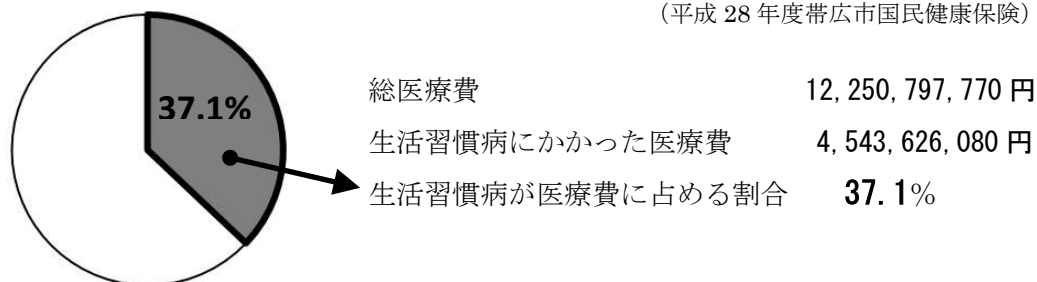 （平成 28 年度帯広市国民健康保険）
37.1%
総医療費 12,250,797,770 円
生活習慣病にかかった医療費 4,543,626,080 円
生活習慣病が医療費に占める割合 37.1%